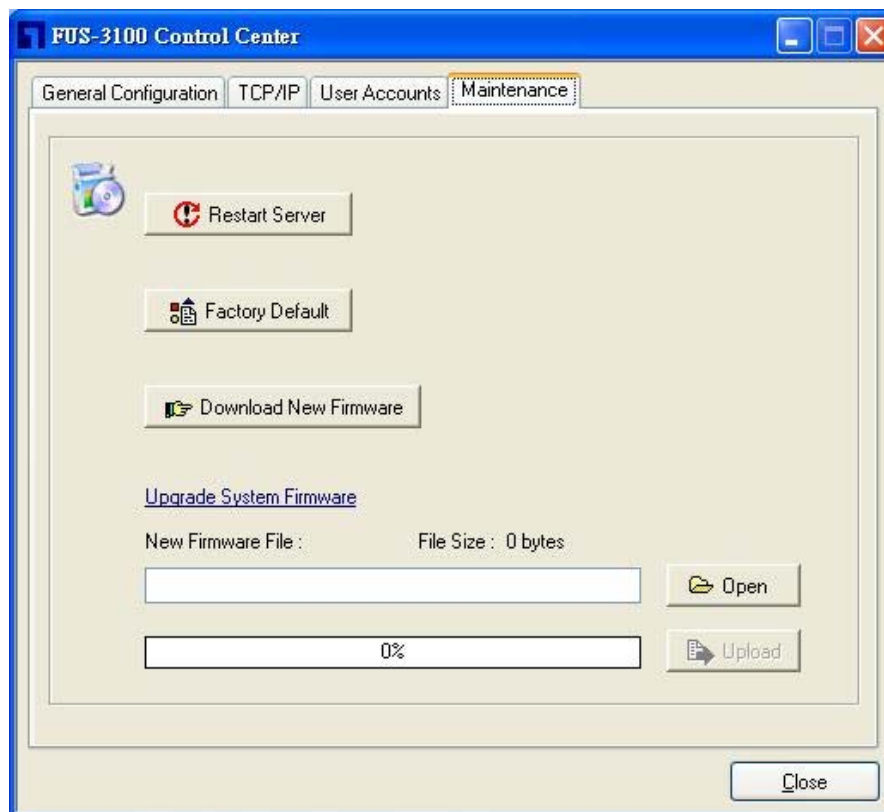 FUS-3100 Control Center
General Configuration TCP/IP User Accounts Maintenance
Restart Server
Factory Default
Download New Firmware
Upgrade System Firmware
New Firmware File : File Size : 0 bytes
Open
0% Upload
Close